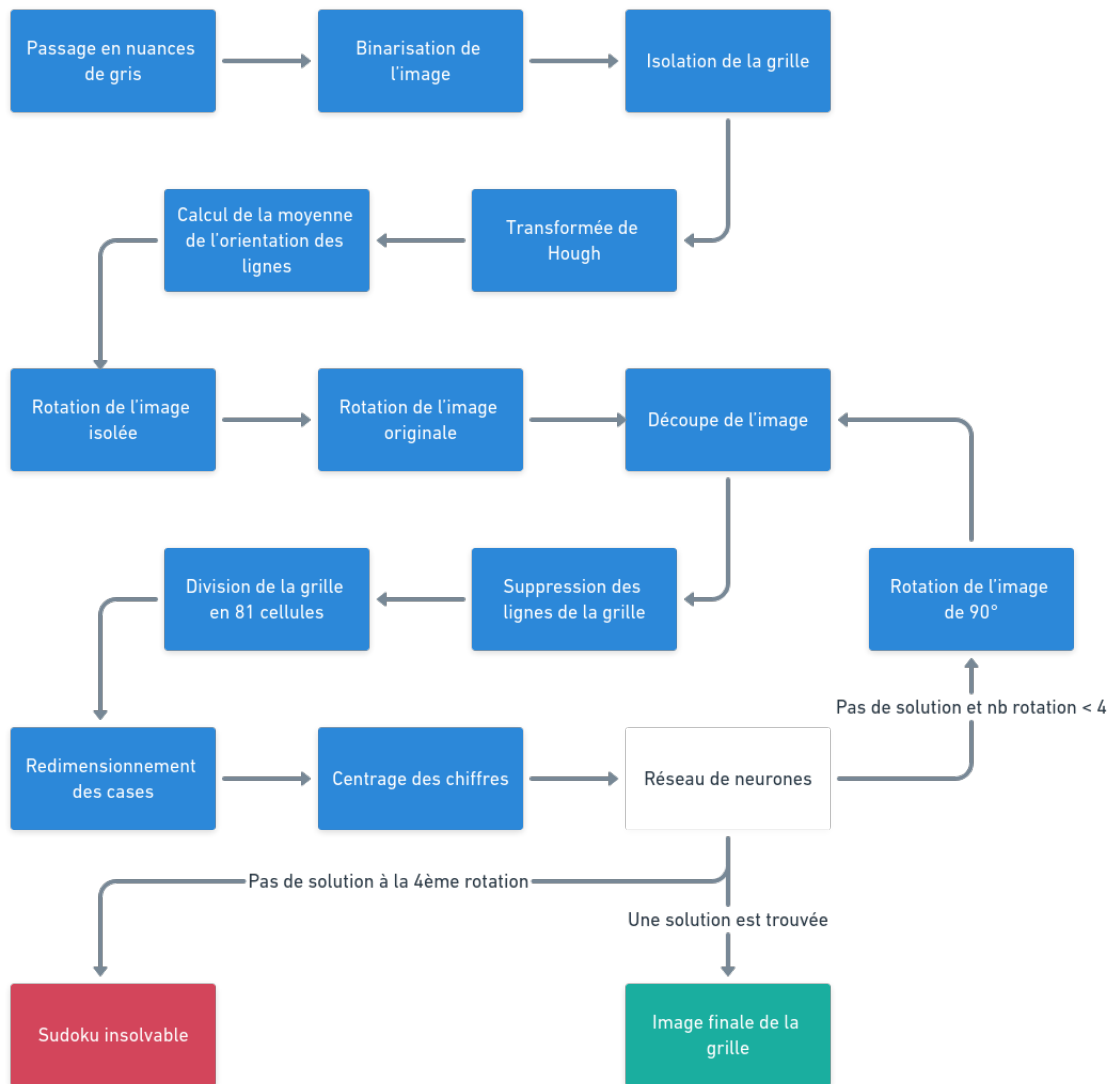 Passage en nuances
de gris
Binarisation de
l'image
Isolation de la grille
Calcul de la moyenne
de l'orientation des
lignes
Transformée de
Hough
Rotation de l'image
isolée
Rotation de l'image
originale
Découpe de l'image
Division de la grille
en 81 cellules
Suppression des
lignes de la grille
Rotation de l'image
de 90°
Pas de solution et nb rotation < 4
Redimensionnement
des cases
Centrage des chiffres
Réseau de neurones
Pas de solution à la 4ème rotation
Une solution est trouvée
Sudoku insolvable
Image finale de la
grille